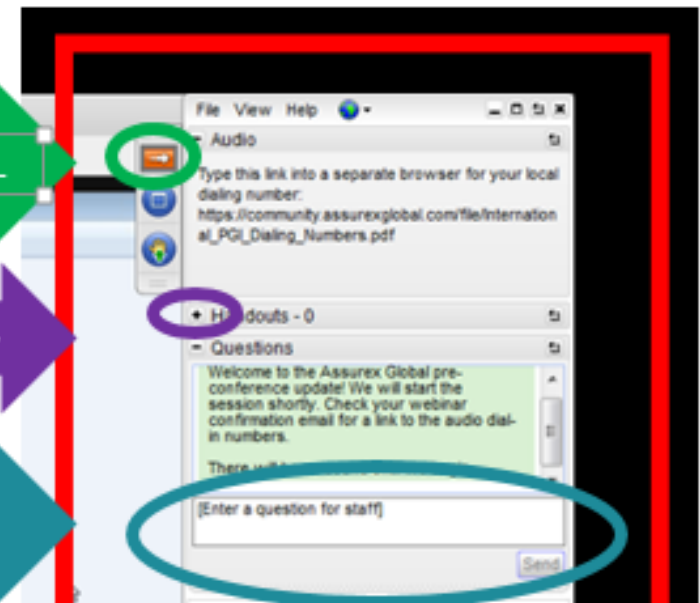 File View Help
Audio
Type this link into a separate browser for your local
dialing number:
https://community.assurexglobal.com/file/Internation
al_PGI_Dialing_Numbers.pdf
Handouts - 0
Questions
Welcome to the Assurex Global pre-
conference update! We will start the
session shortly. Check your webinar
confirmation email for a link to the audio dial-
in numbers.
There will
[Enter a question for staff]
Send